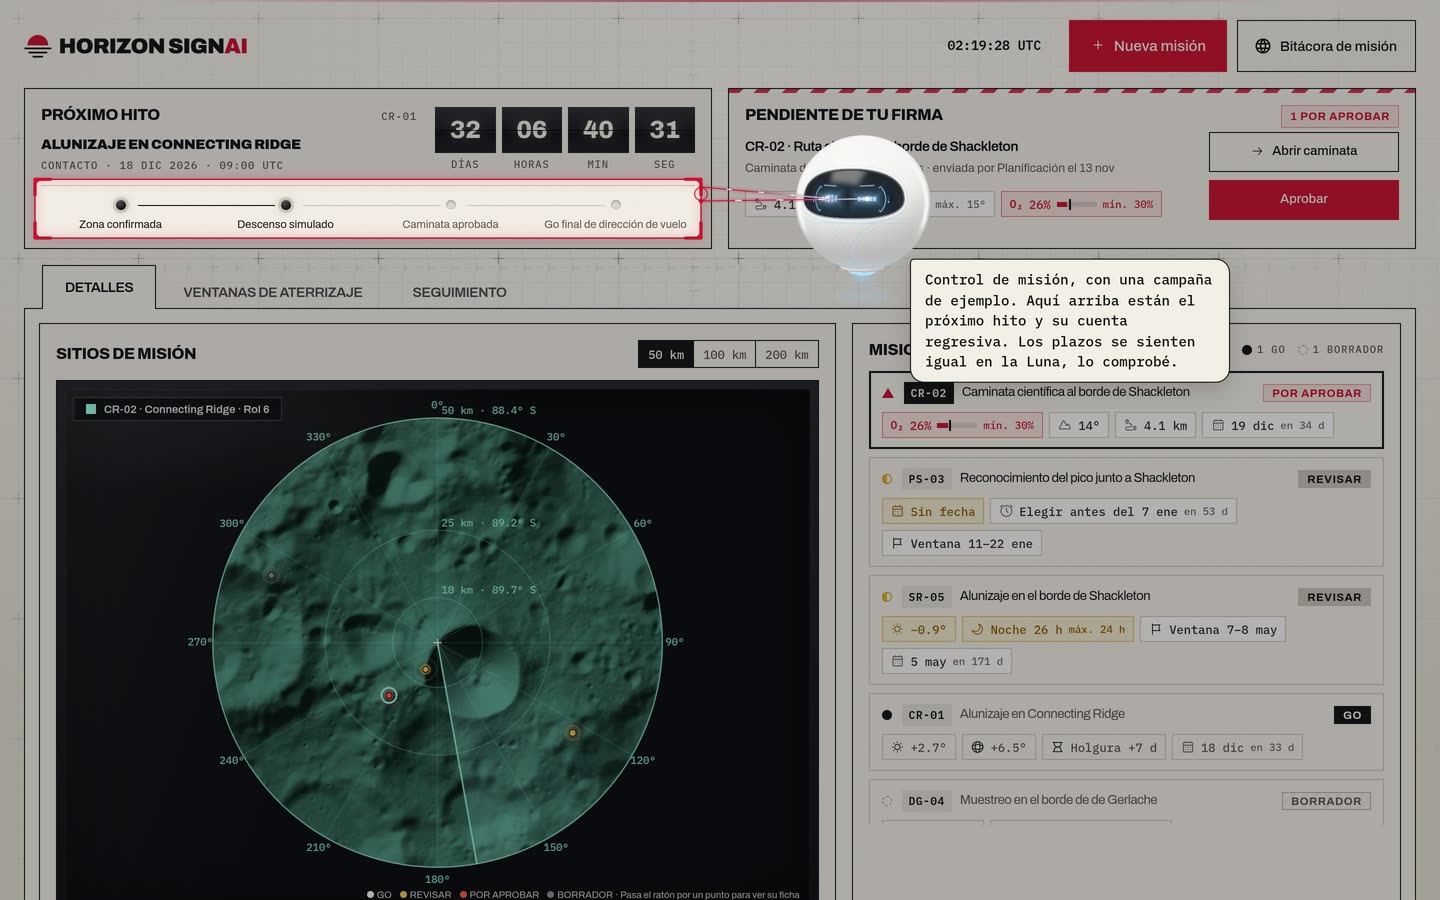 HORIZON SIGNAI
02:19:28 UTC
+ Nueva misión
Bitácora de misión
PRÓXIMO HITO
CR-01
ALUNIZAJE EN CONNECTING RIDGE
CONTACTO · 18 DIC 2026 · 09:00 UTC
32 06 40 31
DÍAS HORAS MIN SEG
Zona confirmada
Descenso simulado
Caminata aprobada
Go final de dirección de vuelo
PENDIENTE DE TU FIRMA
1 POR APROBAR
CR-02 · Ruta borde de Shackleton
Caminata enviada por Planificación el 13 nov
4.1
máx. 15°
O₂ 26% mín. 30%
→ Abrir caminata
Aprobar
Control de misión, con una campaña
de ejemplo. Aquí arriba están el
próximo hito y su cuenta
regresiva. Los plazos se sienten
igual en la Luna, lo comprobé.
DETALLES
VENTANAS DE ATERRIZAJE
SEGUIMIENTO
SITIOS DE MISIÓN
50 km 100 km 200 km
CR-02 · Connecting Ridge · Rol 6
0°
50 km · 88.4° S
330°
30°
300°
25 km · 89.2° S
60°
10 km · 89.7° S
270°
90°
240°
120°
210°
150°
180°
GO REVISAR POR APROBAR BORRADOR · Pasa el ratón por un punto para ver su ficha
1 GO 1 BORRADOR
CR-02 Caminata científica al borde de Shackleton POR APROBAR
O₂ 26% mín. 30% 14° 4.1 km 19 dic en 34 d
PS-03 Reconocimiento del pico junto a Shackleton REVISAR
Sin fecha Elegir antes del 7 ene en 53 d
Ventana 11–22 ene
SR-05 Alunizaje en el borde de Shackleton REVISAR
−0.9° Noche 26 h máx. 24 h Ventana 7–8 may
5 may en 171 d
CR-01 Alunizaje en Connecting Ridge GO
+2.7° +6.5° Holgura +7 d 18 dic en 33 d
DG-04 Muestreo en el borde de de Gerlache BORRADOR